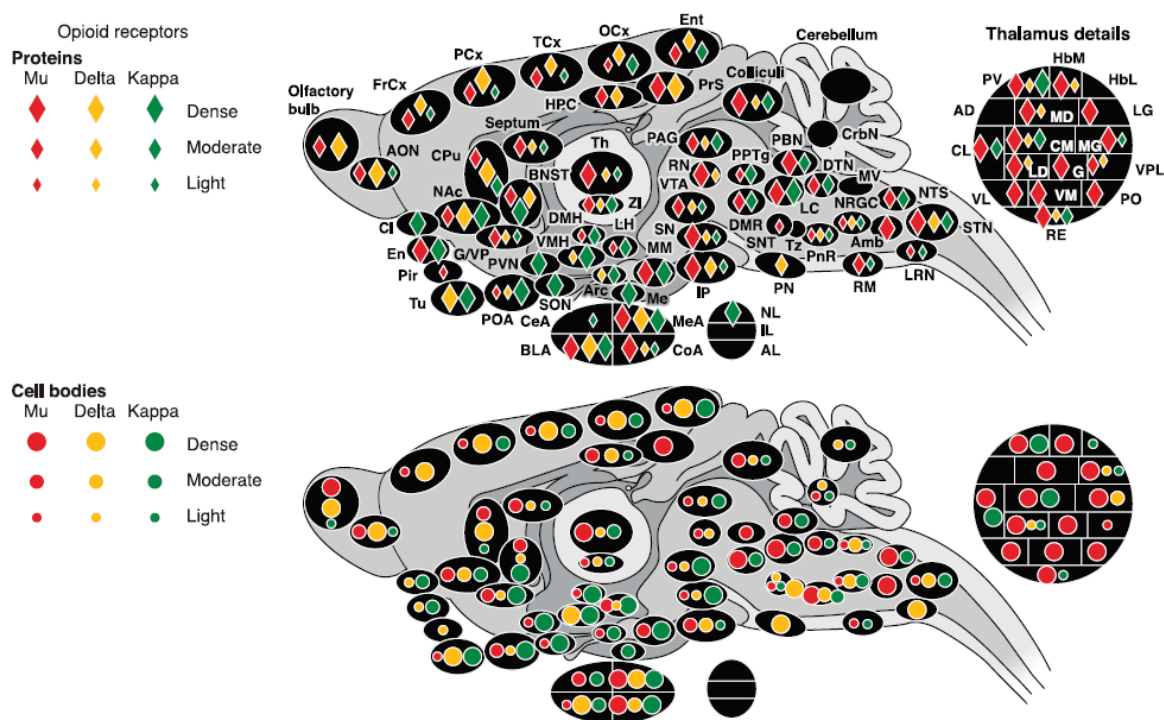 Opioid receptors
Proteins
Mu Delta Kappa
Dense
Moderate
Light
Olfactory
bulb
AON
FrCx
PCx
TCx
OCx
Ent
HPC
PrS
Colliculi
Cerebellum
CrbN
Septum
CPu
BNST
NAc
Th
ZI
PAG
RN
VTA
PPTg
PBN
DTN
MV
LC
NRGC
NTS
STN
Cl
En
Pir
Tu
G/VP
PVN
VMH
DMH
LH
SN
MM
DMR
SNT
Tz
PnR
Amb
LRN
POA
SON
Arc
Me
IP
PN
RM
CeA
MeA
BLA
CoA
NL
IL
AL
Thalamus details
HbM
PV
HbL
AD
MD
LG
CL
CM
MG
LD
G
VPL
VL
VM
PO
RE
Cell bodies
Mu Delta Kappa
Dense
Moderate
Light